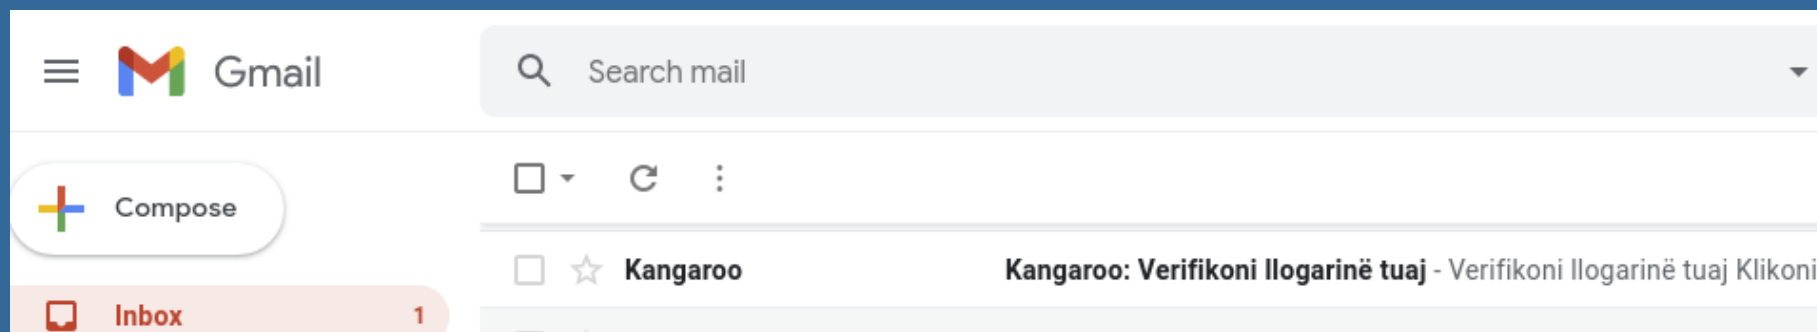 Gmail
Search mail
Compose
Kangaroo Kangaroo: Verifikoni llogarinë tuaj - Verifikoni llogarinë tuaj Klikoni
Inbox 1